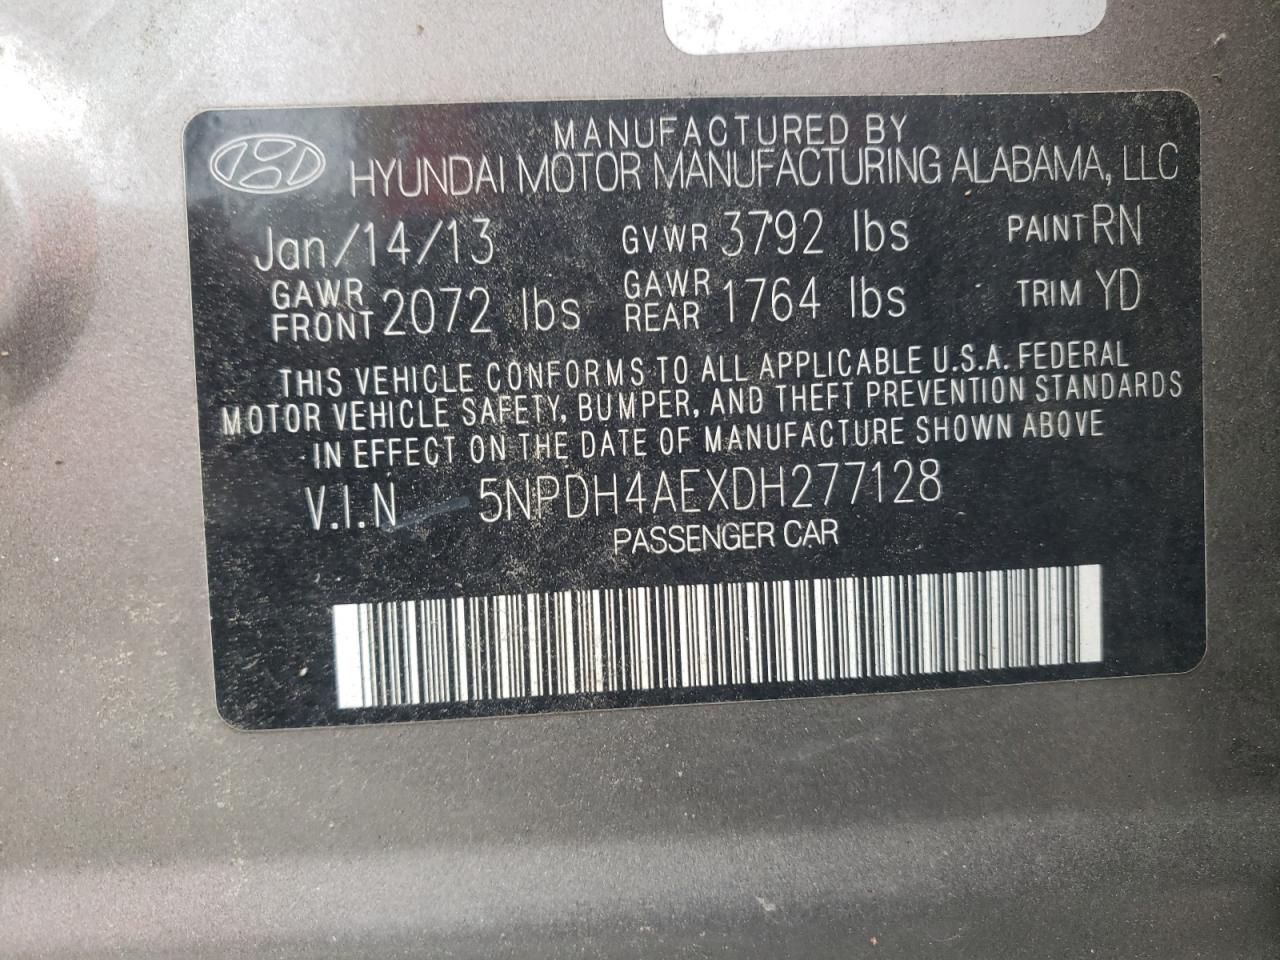 MANUFACTURED BY
HYUNDAI MOTOR MANUFACTURING ALABAMA, LLC
Jan/14/13 GVWR 3792 lbs PAINT RN
GAWR FRONT 2072 lbs GAWR REAR 1764 lbs TRIM YD
THIS VEHICLE CONFORMS TO ALL APPLICABLE U.S.A. FEDERAL
MOTOR VEHICLE SAFETY, BUMPER, AND THEFT PREVENTION STANDARDS
IN EFFECT ON THE DATE OF MANUFACTURE SHOWN ABOVE
V.I.N 5NPDH4AEXDH277128
PASSENGER CAR